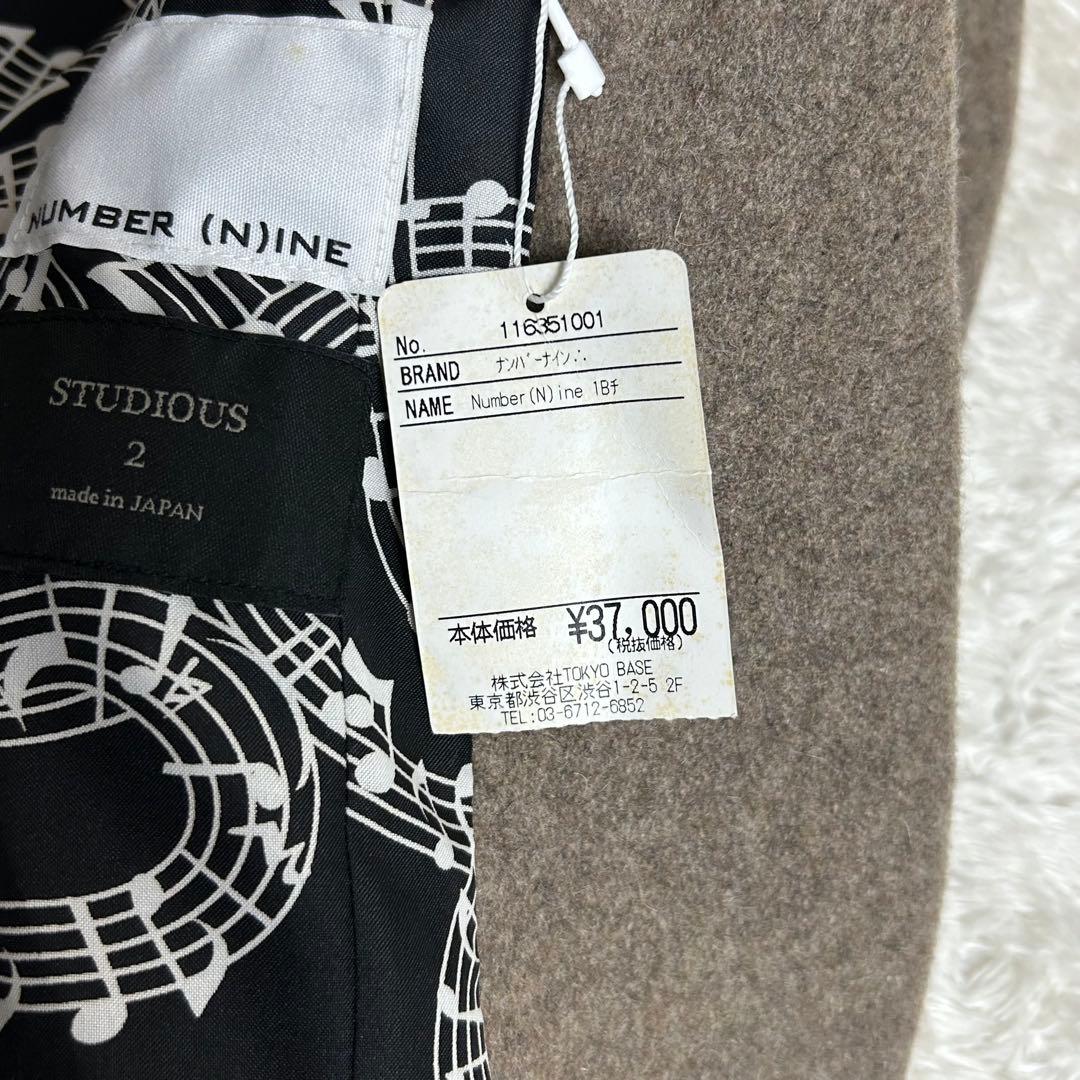 NUMBER (N)INE
STUDIOUS
2
made in JAPAN
No. 116351001
BRAND ﾅﾝﾊﾞｰﾅｲﾝ∴
NAME Number(N)ine 1Bﾁ
本体価格 ¥37,000
(税抜価格)
株式会社TOKYO BASE
東京都渋谷区渋谷1-2-5 2F
TEL:03-6712-6852